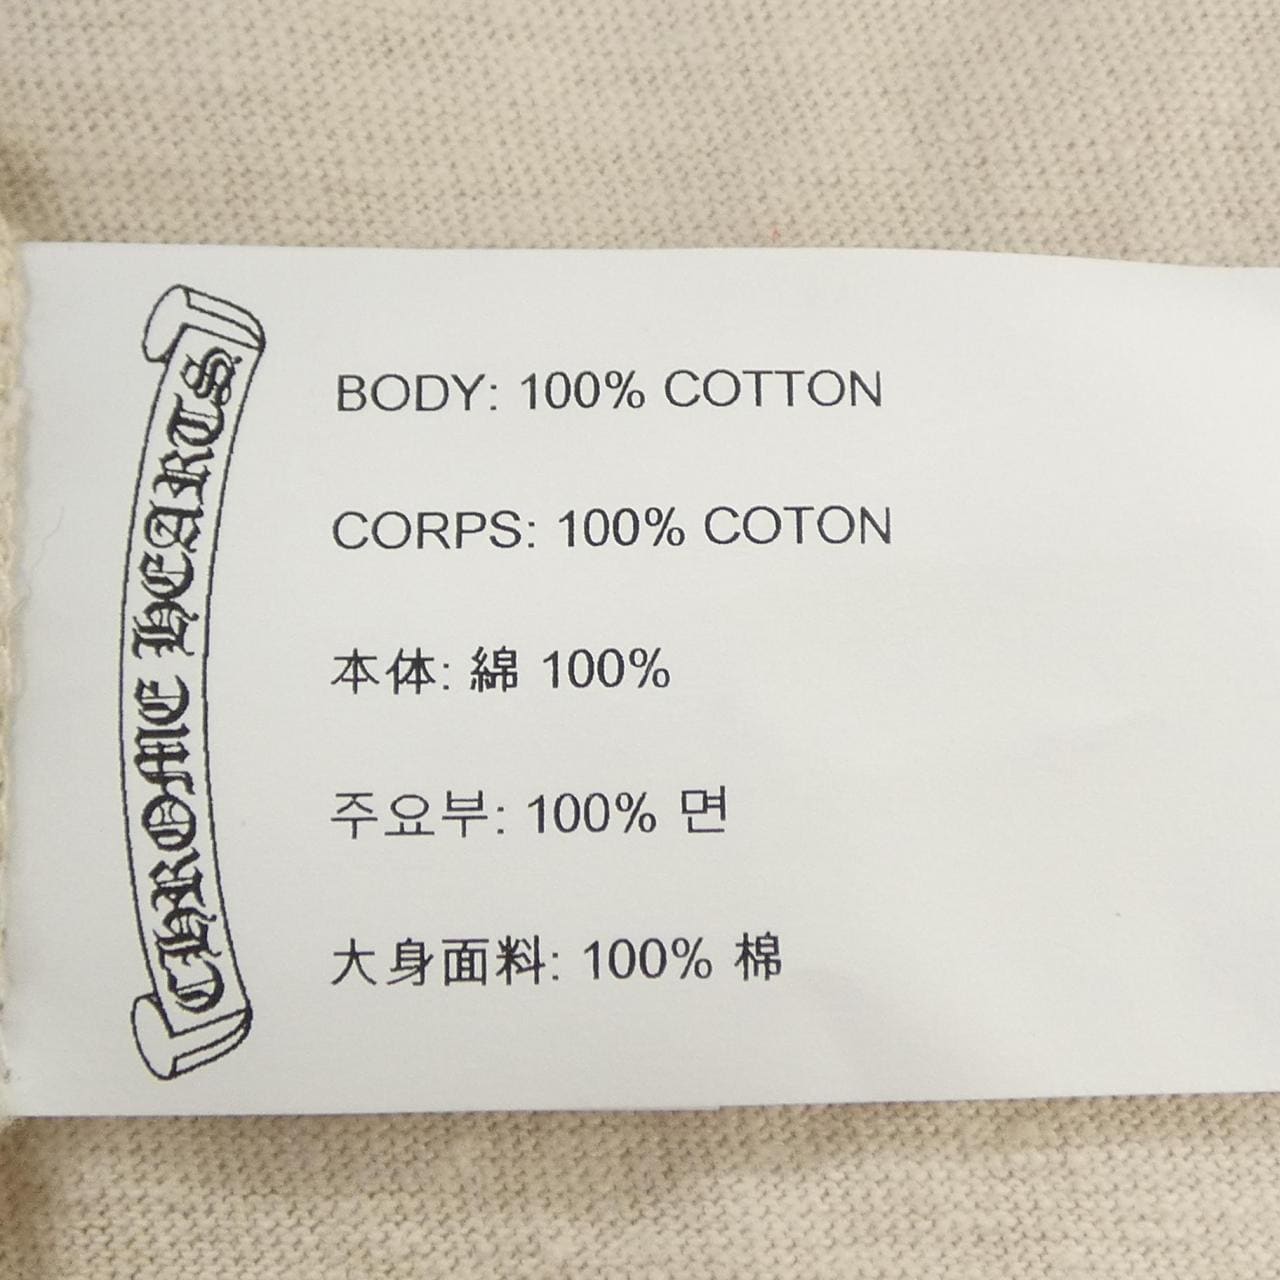 CHROME HEARTS
BODY: 100% COTTON
CORPS: 100% COTON
本体: 綿 100%
주요부: 100% 면
大身面料: 100% 棉